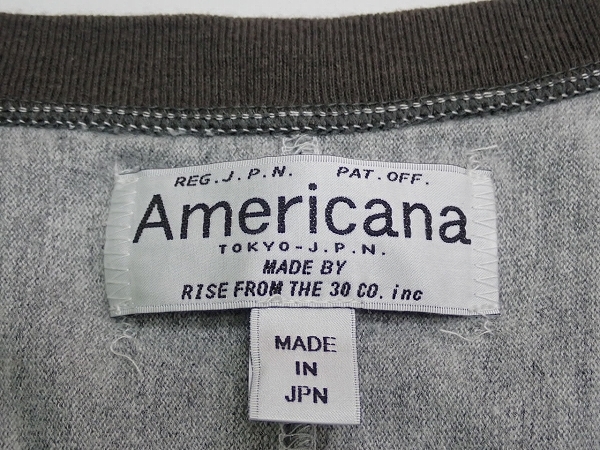 REG.J.P.N. PAT.OFF.
Americana
TOKYO-J.P.N.
MADE BY
RISE FROM THE 30 CO. inc
MADE
IN
JPN